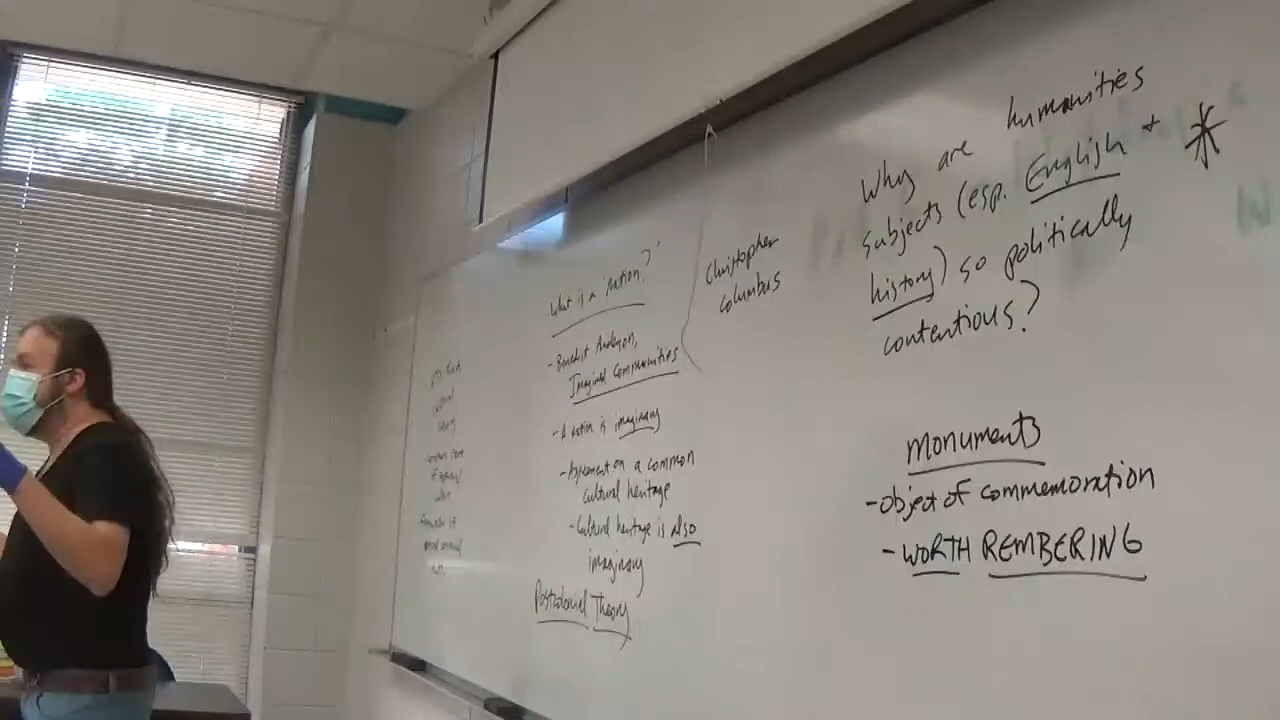 What is a 'nation?'
- Benedict Anderson,
Imagined Communities
- A nation is imaginary
- Agreement on a common
cultural heritage
- Cultural heritage is also
imaginary
Postcolonial Theory
Christopher
Columbus
Why are humanities
subjects (esp. English +
history) so politically
contentious?
*
monuments
- object of commemoration
- WORTH REMBERING